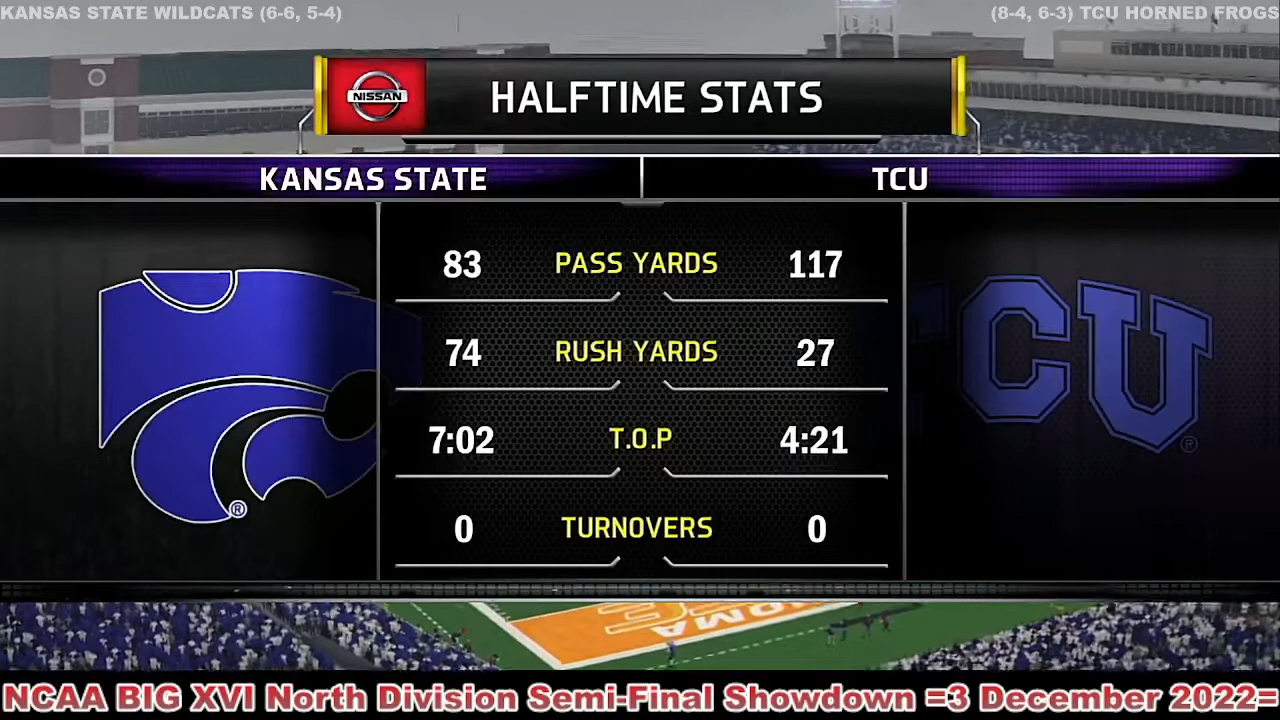 KANSAS STATE WILDCATS (6-6, 5-4)
(8-4, 6-3) TCU HORNED FROGS
NISSAN
HALFTIME STATS
KANSAS STATE
TCU
83 PASS YARDS 117
74 RUSH YARDS 27
7:02 T.O.P 4:21
0 TURNOVERS 0
CU
®
®
NCAA BIG XVI North Division Semi-Final Showdown =3 December 2022=